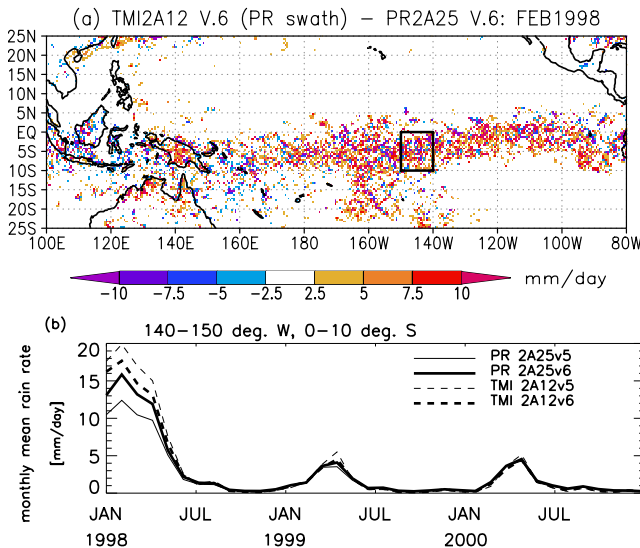 (a) TMI2A12 V.6 (PR swath) – PR2A25 V.6: FEB1998
25N
20N
15N
10N
5N
EQ
5S
10S
15S
20S
25S
100E 120E 140E 160E 180 160W 140W 120W 100W 80W
−10 −7.5 −5 −2.5 2.5 5 7.5 10 mm/day
(b) 140−150 deg. W, 0−10 deg. S
monthly mean rain rate
[mm/day]
20
15
10
5
0
PR 2A25v5
PR 2A25v6
TMI 2A12v5
TMI 2A12v6
JAN JUL JAN JUL JAN JUL
1998 1999 2000